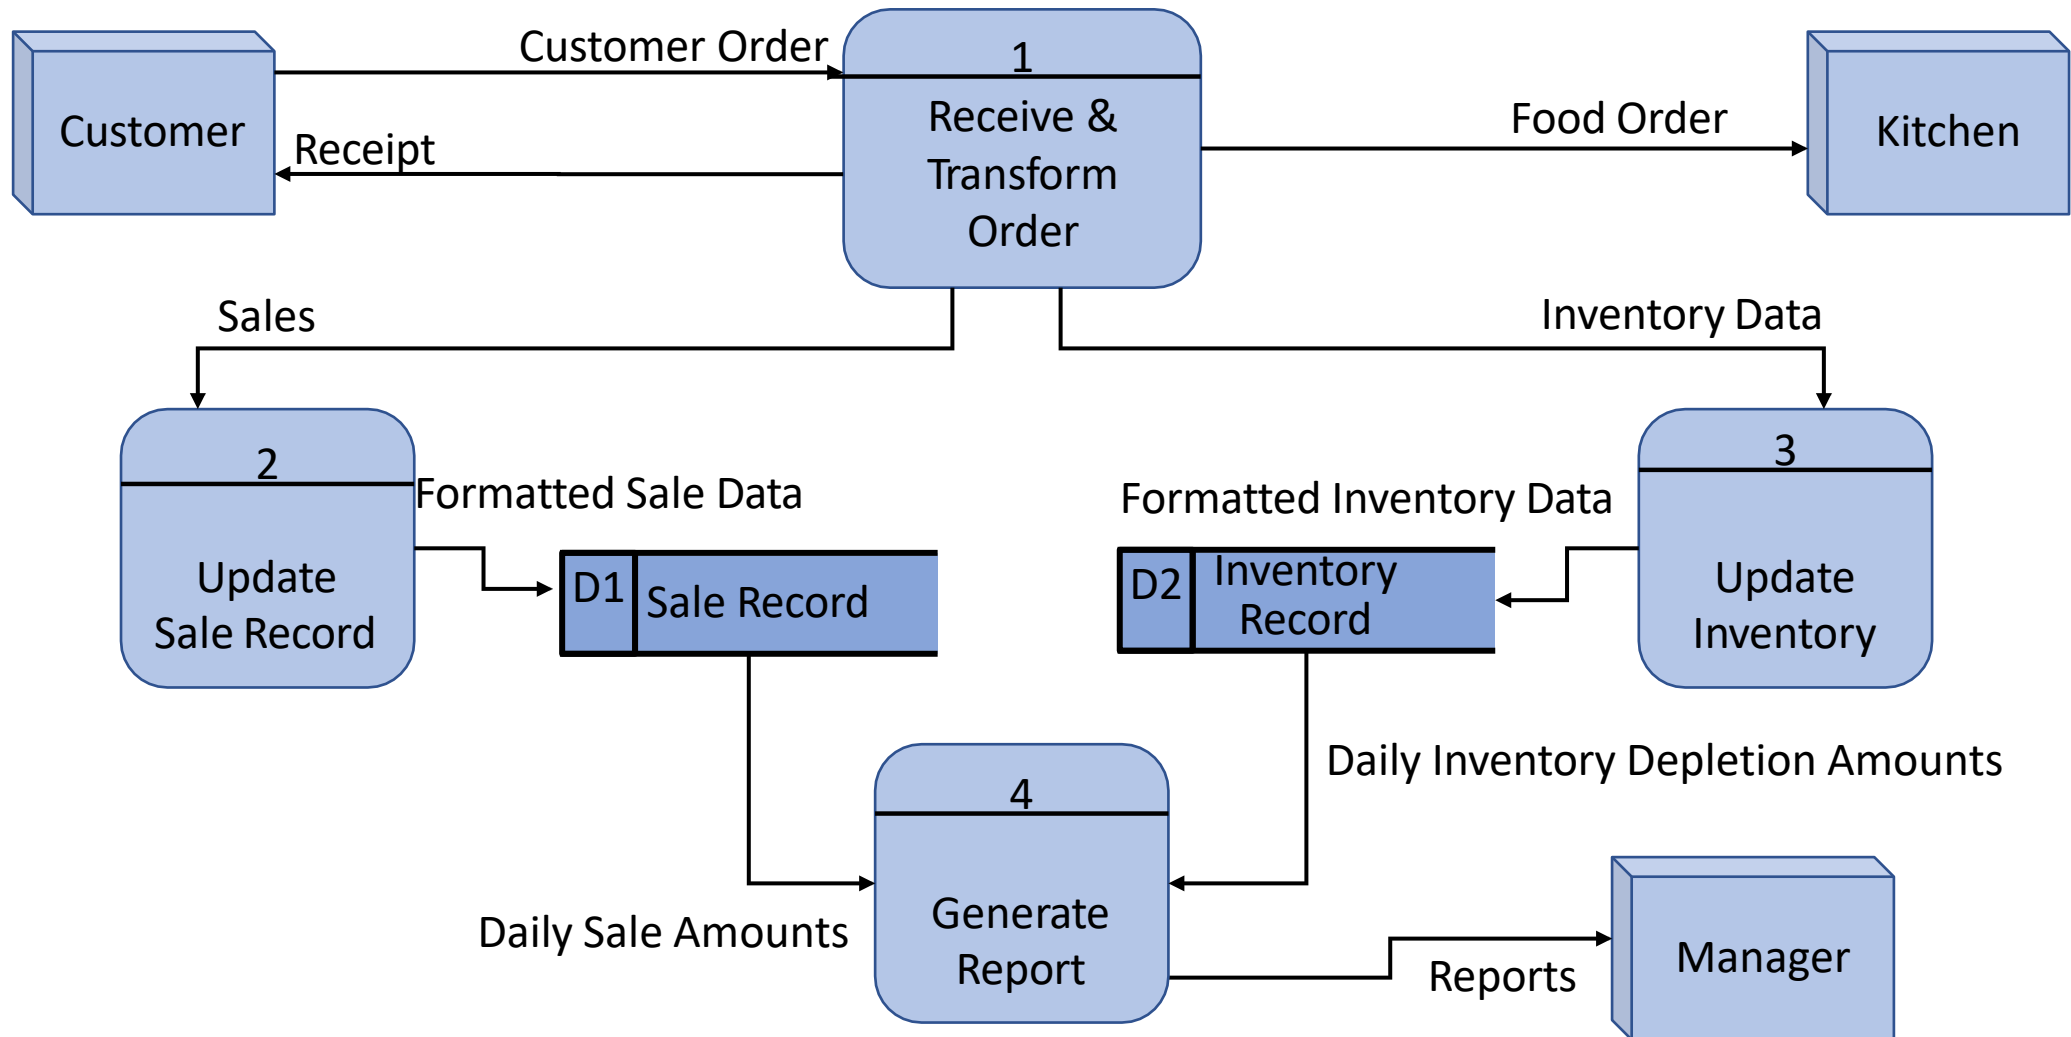 Customer Order
1
Customer
Receipt
Receive &
Transform
Order
Food Order
Kitchen
Sales
Inventory Data
2
Update
Sale Record
Formatted Sale Data
D1
Sale Record
Formatted Inventory Data
D2
Inventory
Record
3
Update
Inventory
Daily Inventory Depletion Amounts
4
Generate
Report
Daily Sale Amounts
Reports
Manager